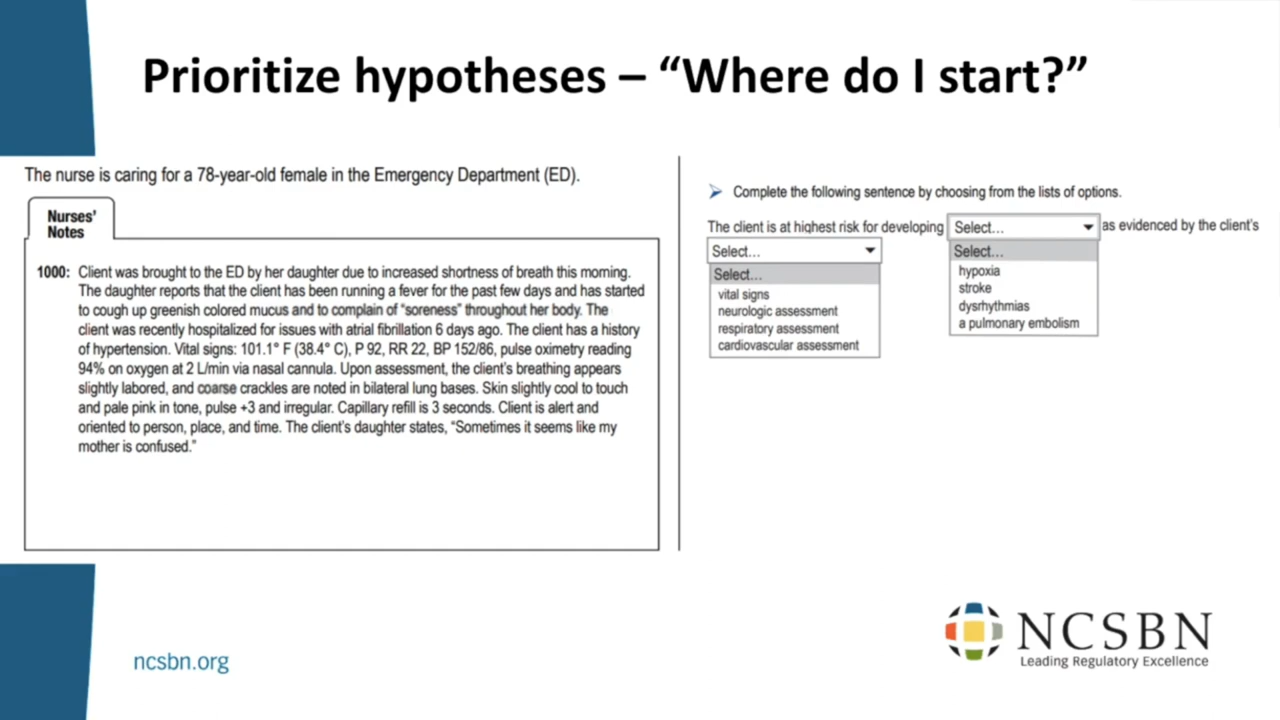 Prioritize hypotheses – “Where do I start?”
The nurse is caring for a 78-year-old female in the Emergency Department (ED).
Nurses’
Notes
1000: Client was brought to the ED by her daughter due to increased shortness of breath this morning.
The daughter reports that the client has been running a fever for the past few days and has started
to cough up greenish colored mucus and to complain of “soreness” throughout her body. The
client was recently hospitalized for issues with atrial fibrillation 6 days ago. The client has a history
of hypertension. Vital signs: 101.1° F (38.4° C), P 92, RR 22, BP 152/86, pulse oximetry reading
94% on oxygen at 2 L/min via nasal cannula. Upon assessment, the client’s breathing appears
slightly labored, and coarse crackles are noted in bilateral lung bases. Skin slightly cool to touch
and pale pink in tone, pulse +3 and irregular. Capillary refill is 3 seconds. Client is alert and
oriented to person, place, and time. The client’s daughter states, “Sometimes it seems like my
mother is confused.”
Complete the following sentence by choosing from the lists of options.
The client is at highest risk for developing Select... as evidenced by the client’s
Select...
Select...
vital signs
neurologic assessment
respiratory assessment
cardiovascular assessment
Select...
hypoxia
stroke
dysrhythmias
a pulmonary embolism
ncsbn.org
NCSBN
Leading Regulatory Excellence